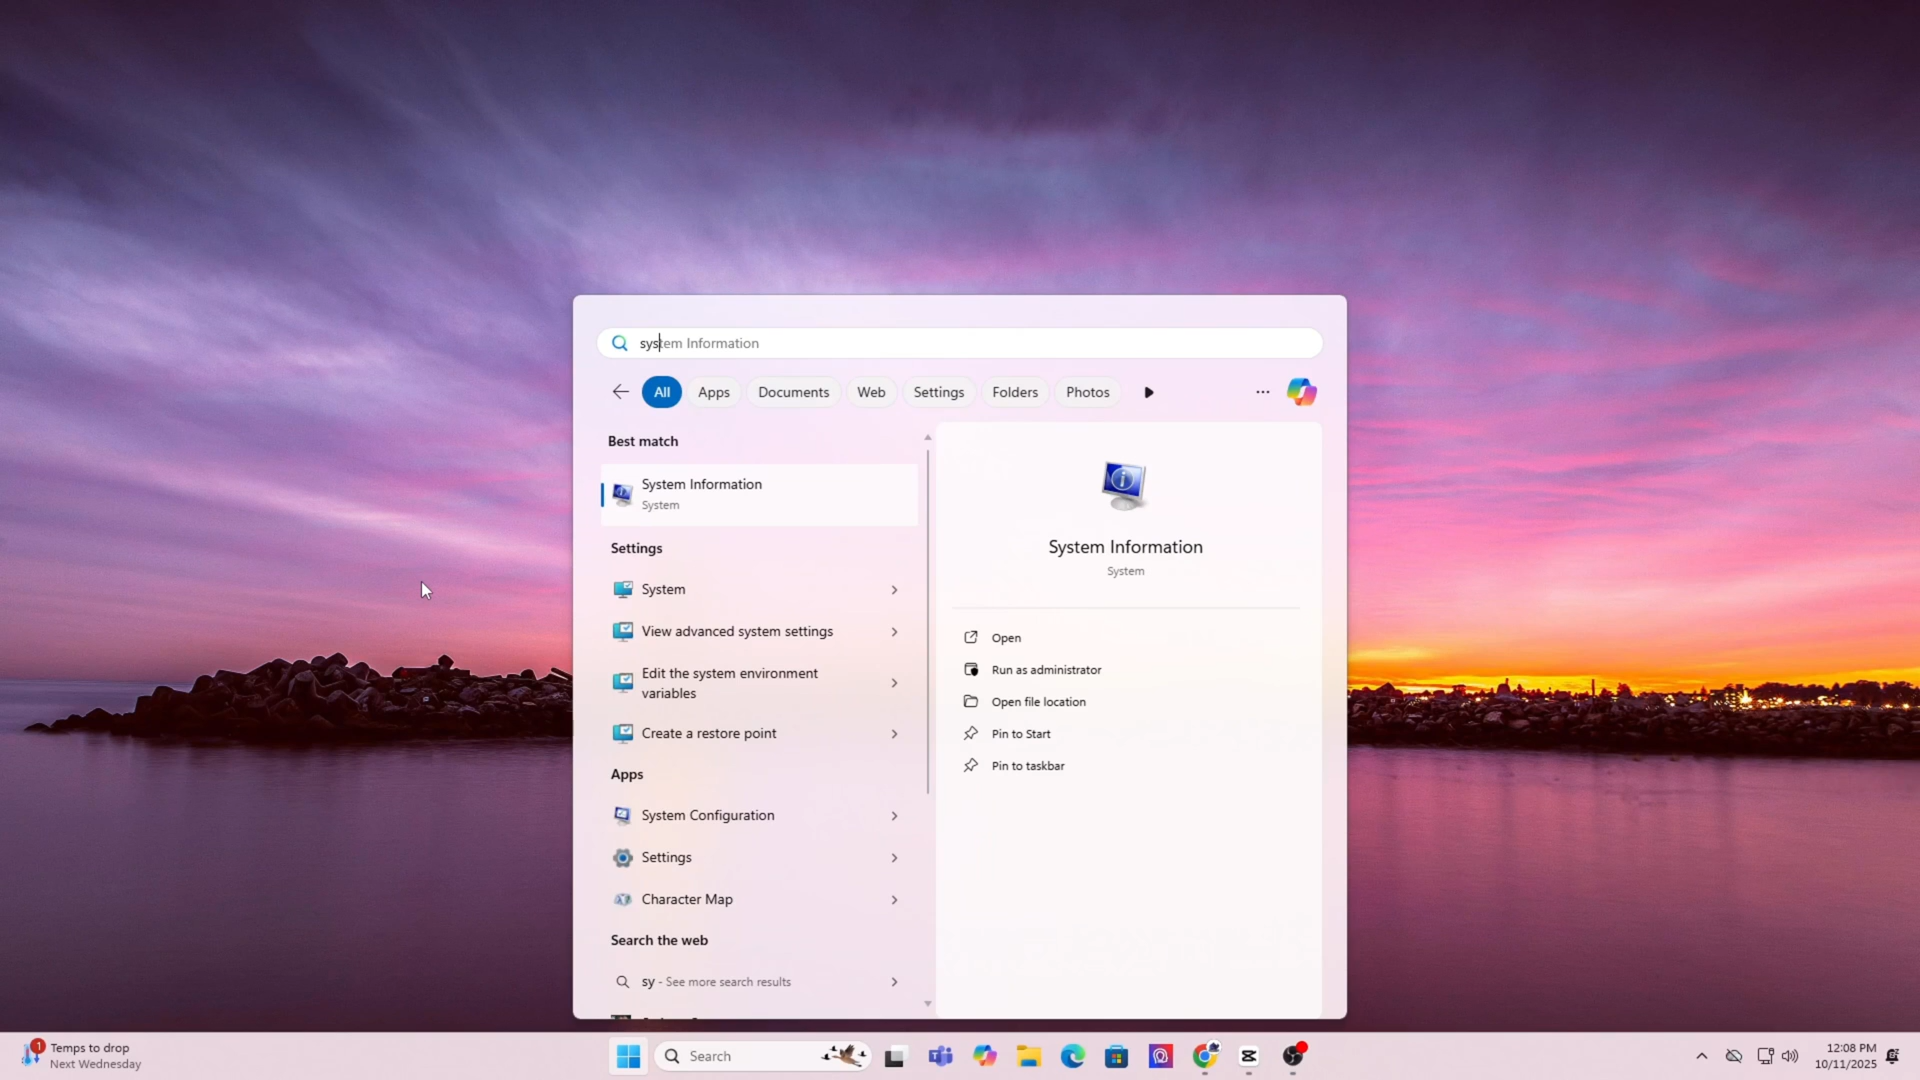 system Information
All
Apps
Documents
Web
Settings
Folders
Photos
Best match
System Information
System
Settings
System
View advanced system settings
Edit the system environment
variables
Create a restore point
Apps
System Configuration
Settings
Character Map
Search the web
sy - See more search results
System Information
System
Open
Run as administrator
Open file location
Pin to Start
Pin to taskbar
1
Temps to drop
Next Wednesday
Search
12:08 PM
10/11/2025